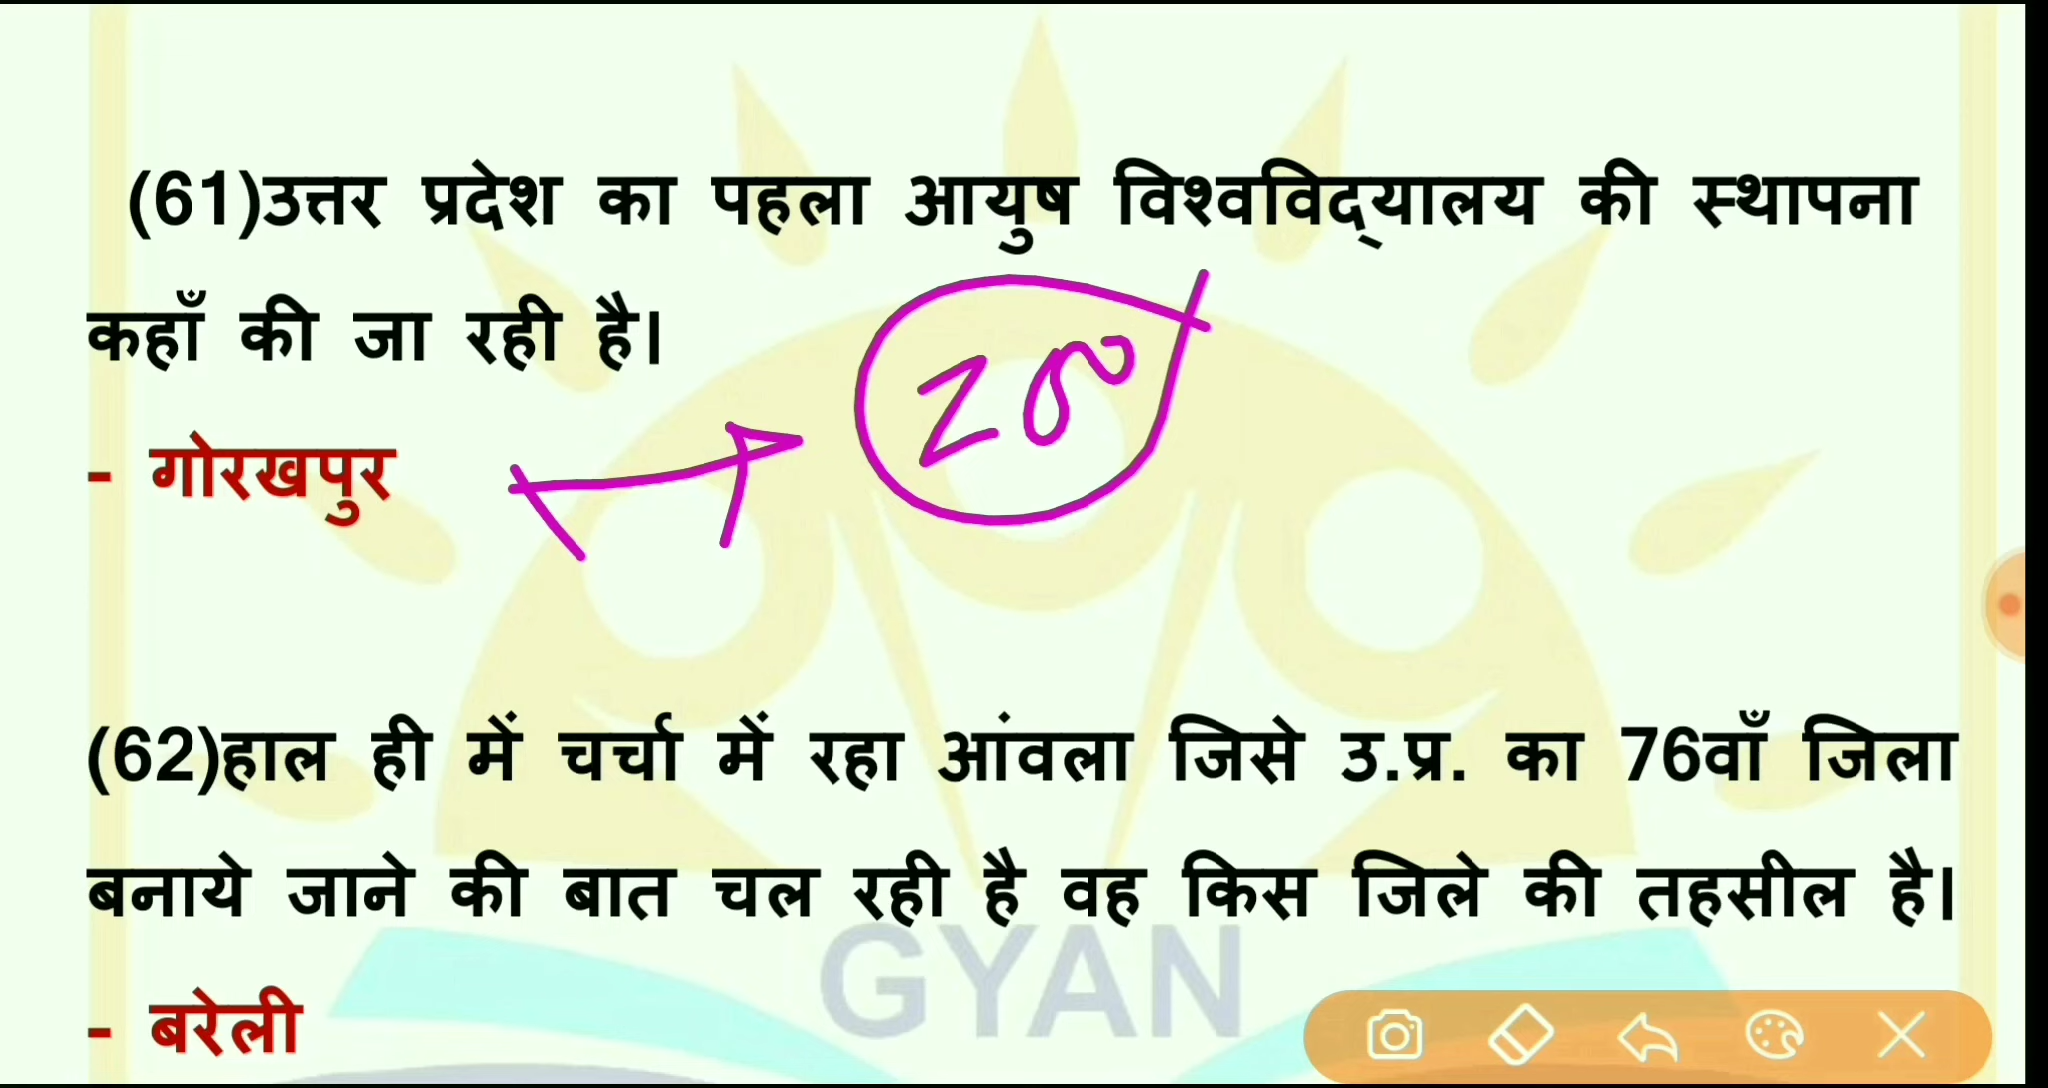 (61)उत्तर प्रदेश का पहला आयुष विश्वविद्यालय की स्थापना
कहाँ की जा रही है।
- गोरखपुर
200
(62)हाल ही में चर्चा में रहा आंवला जिसे उ.प्र. का 76वाँ जिला
बनाये जाने की बात चल रही है वह किस जिले की तहसील है।
GYAN
- बरेली